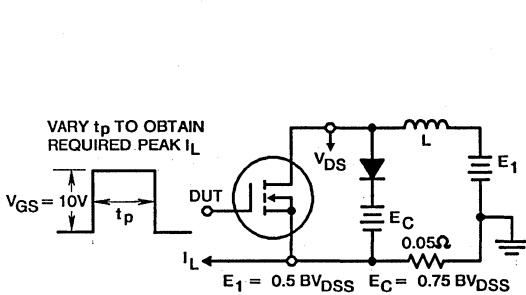 VARY tp TO OBTAIN
REQUIRED PEAK IL
VGS = 10V
tp
DUT
VDS
L
E1
EC
0.05Ω
IL
E1 = 0.5 BVDSS EC = 0.75 BVDSS